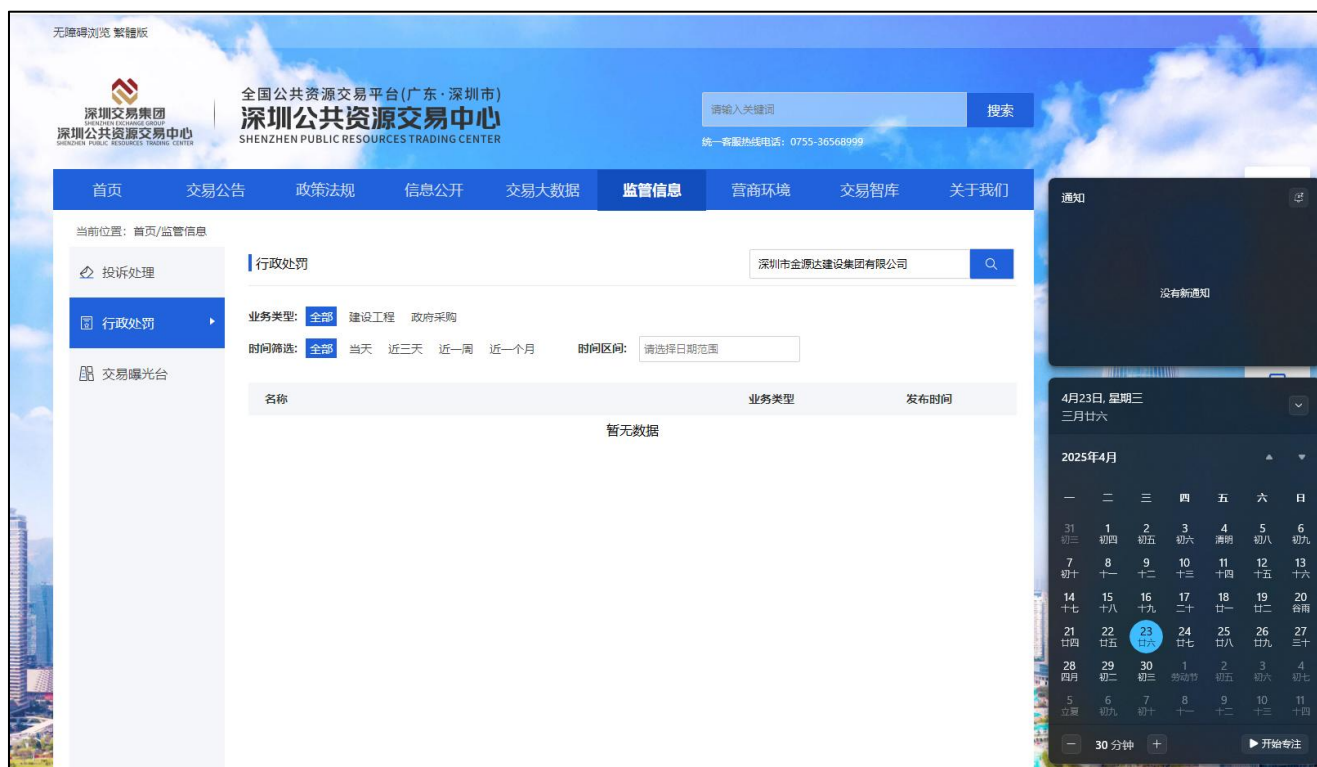 无障碍浏览 繁體版
深圳交易集团
SHENZHEN EXCHANGE GROUP
深圳公共资源交易中心
SHENZHEN PUBLIC RESOURCES TRADING CENTER
全国公共资源交易平台(广东·深圳市)
深圳公共资源交易中心
SHENZHEN PUBLIC RESOURCES TRADING CENTER
请输入关键词 搜索
统一客服热线电话：0755-36568999
首页 交易公告 政策法规 信息公开 交易大数据 监管信息 营商环境 交易智库 关于我们
当前位置：首页/监管信息
投诉处理
行政处罚
交易曝光台
行政处罚 深圳市金源达建设集团有限公司
业务类型: 全部 建设工程 政府采购
时间筛选: 全部 当天 近三天 近一周 近一个月 时间区间: 请选择日期范围
名称 业务类型 发布时间
暂无数据
通知
没有新通知
4月23日, 星期三
三月廿六
2025年4月
一 二 三 四 五 六 日
31 1 2 3 4 5 6
初三 初四 初五 初六 清明 初八 初九
7 8 9 10 11 12 13
初十 十一 十二 十三 十四 十五 十六
14 15 16 17 18 19 20
十七 十八 十九 二十 廿一 廿二 谷雨
21 22 23 24 25 26 27
廿四 廿五 廿六 廿七 廿八 廿九 三十
28 29 30 1 2 3 4
四月 初二 初三 劳动节 初五 初六 初七
5 6 7 8 9 10 11
立夏 初九 初十 十一 十二 十三 十四
30 分钟 开始专注